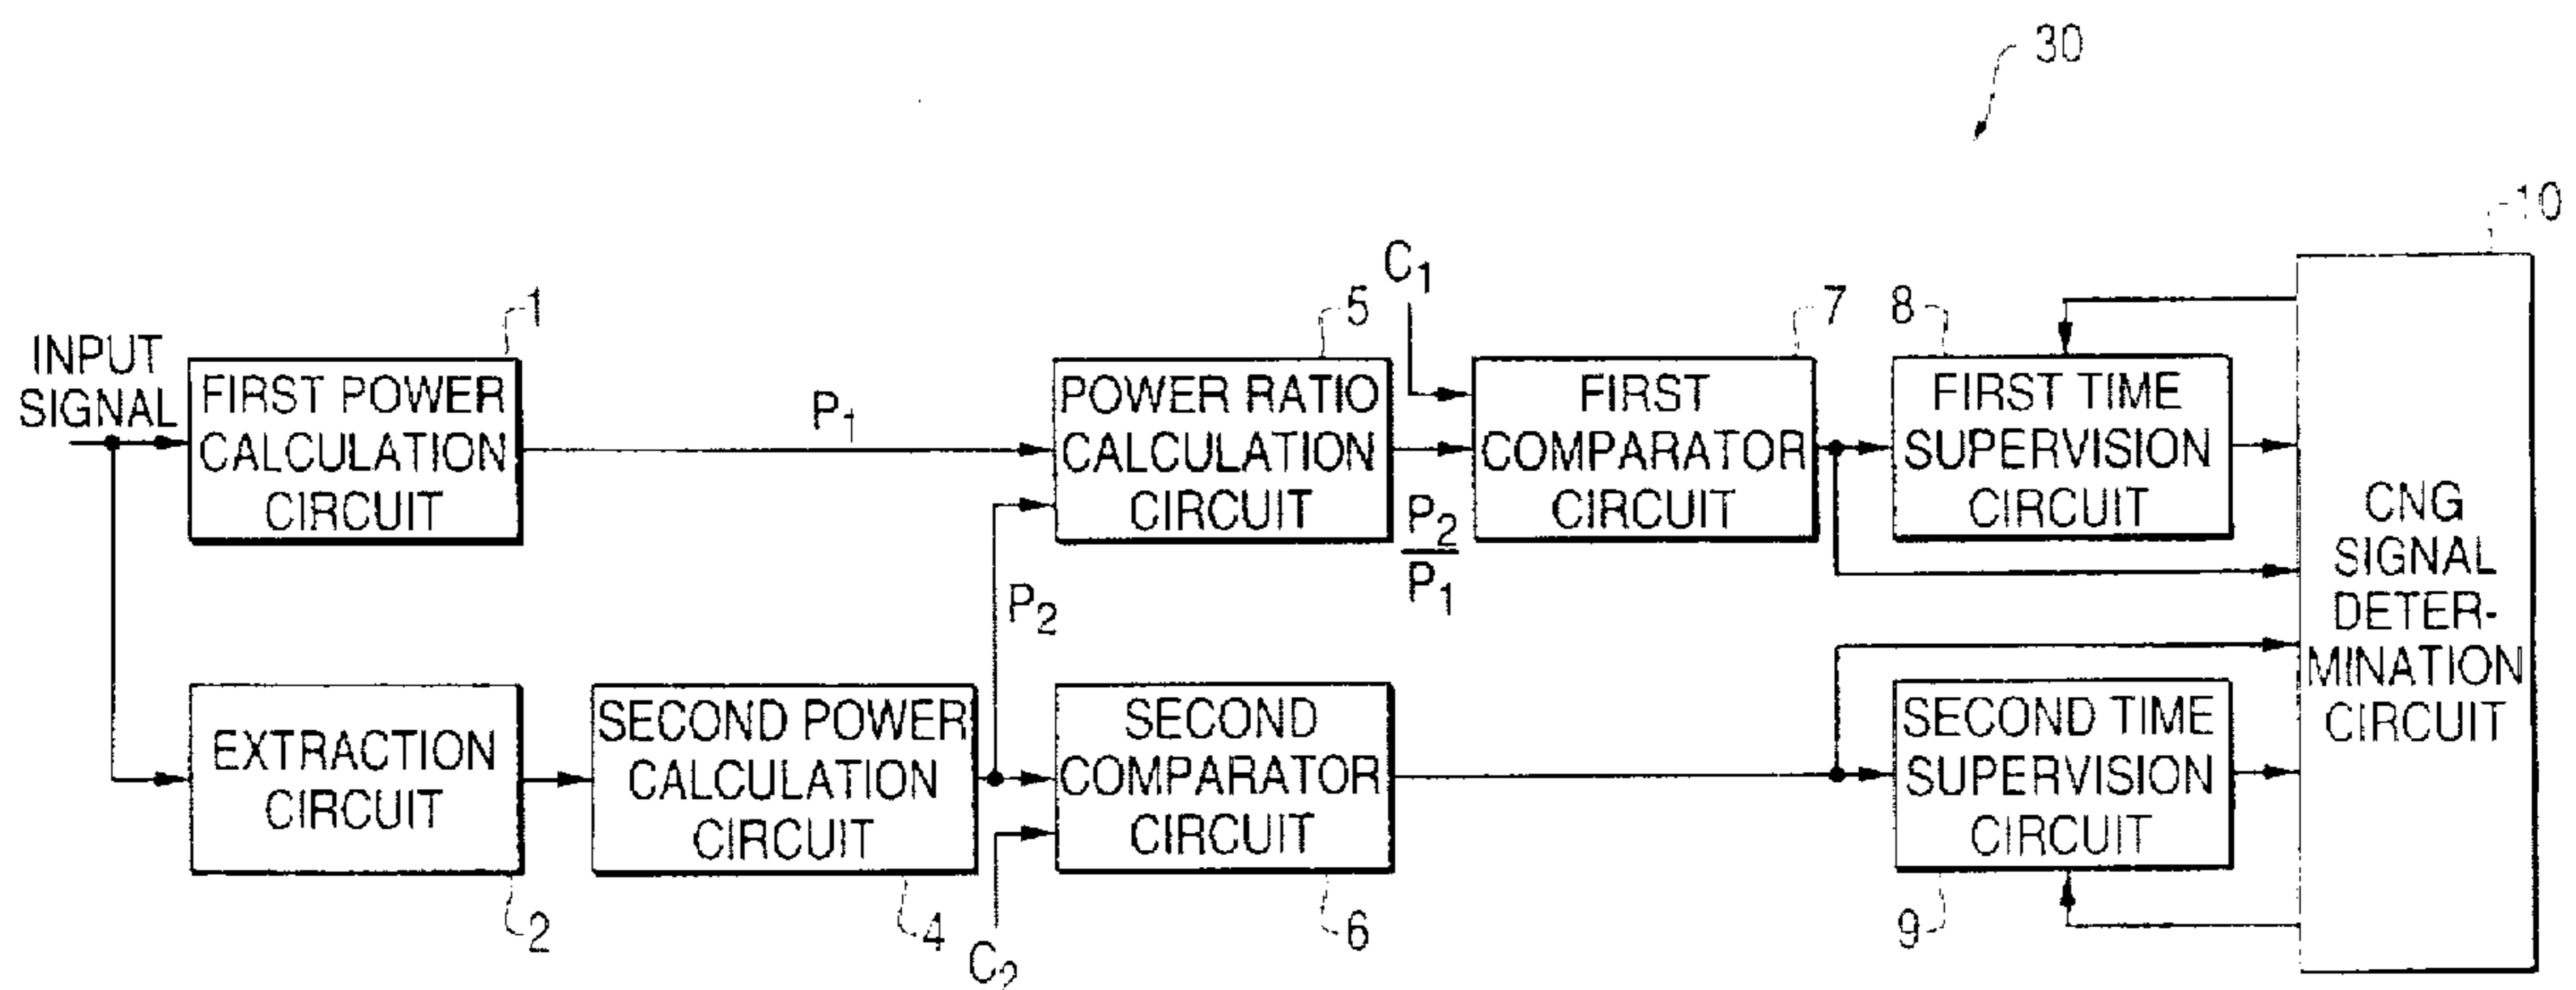 30
10
C1
1
5
7
8
INPUT
SIGNAL
FIRST POWER
CALCULATION
CIRCUIT
P1
POWER RATIO
CALCULATION
CIRCUIT
P2
P1
FIRST
COMPARATOR
CIRCUIT
FIRST TIME
SUPERVISION
CIRCUIT
CNG
SIGNAL
DETER-
MINATION
CIRCUIT
P2
EXTRACTION
CIRCUIT
SECOND POWER
CALCULATION
CIRCUIT
SECOND
COMPARATOR
CIRCUIT
SECOND TIME
SUPERVISION
CIRCUIT
2
4
C2
6
9